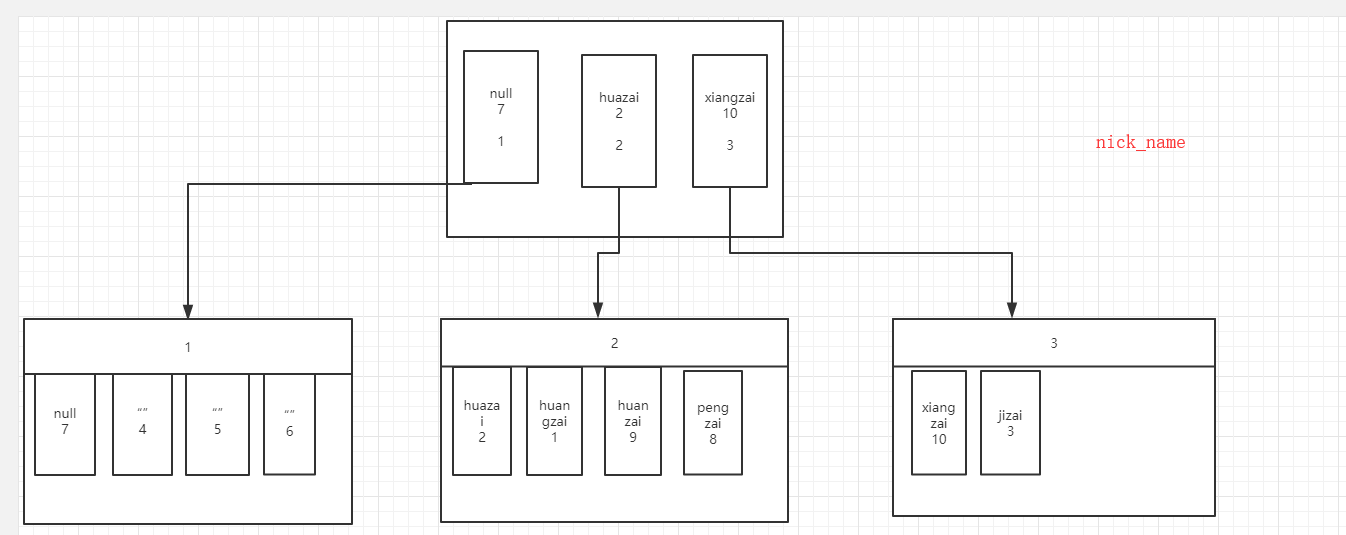 null
7
1
huazai
2
2
xiangzai
10
3
nick_name
1
null
7
“”
4
“”
5
“”
6
2
huaza
i
2
huan
gzai
1
huan
zai
9
peng
zai
8
3
xiang
zai
10
jizai
3